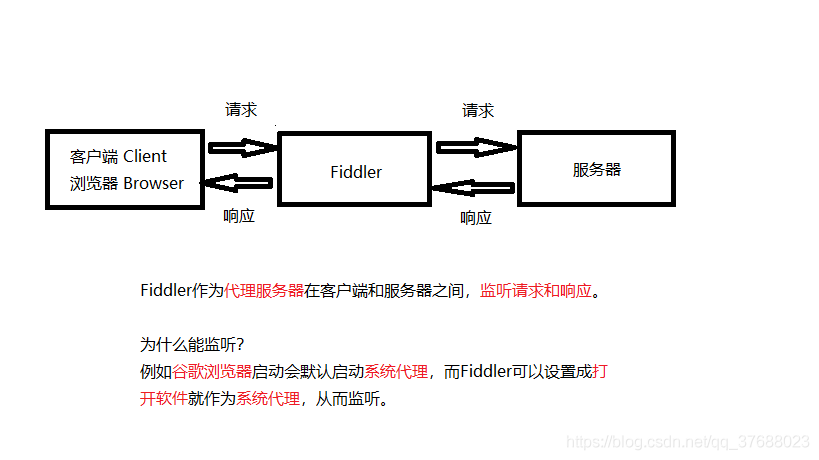 请求
请求
客户端 Client
浏览器 Browser
Fiddler
服务器
响应
响应
Fiddler作为代理服务器在客户端和服务器之间，监听请求和响应。
为什么能监听？
例如谷歌浏览器启动会默认启动系统代理，而Fiddler可以设置成打
开软件就作为系统代理，从而监听。
https://blog.csdn.net/qq_37688023